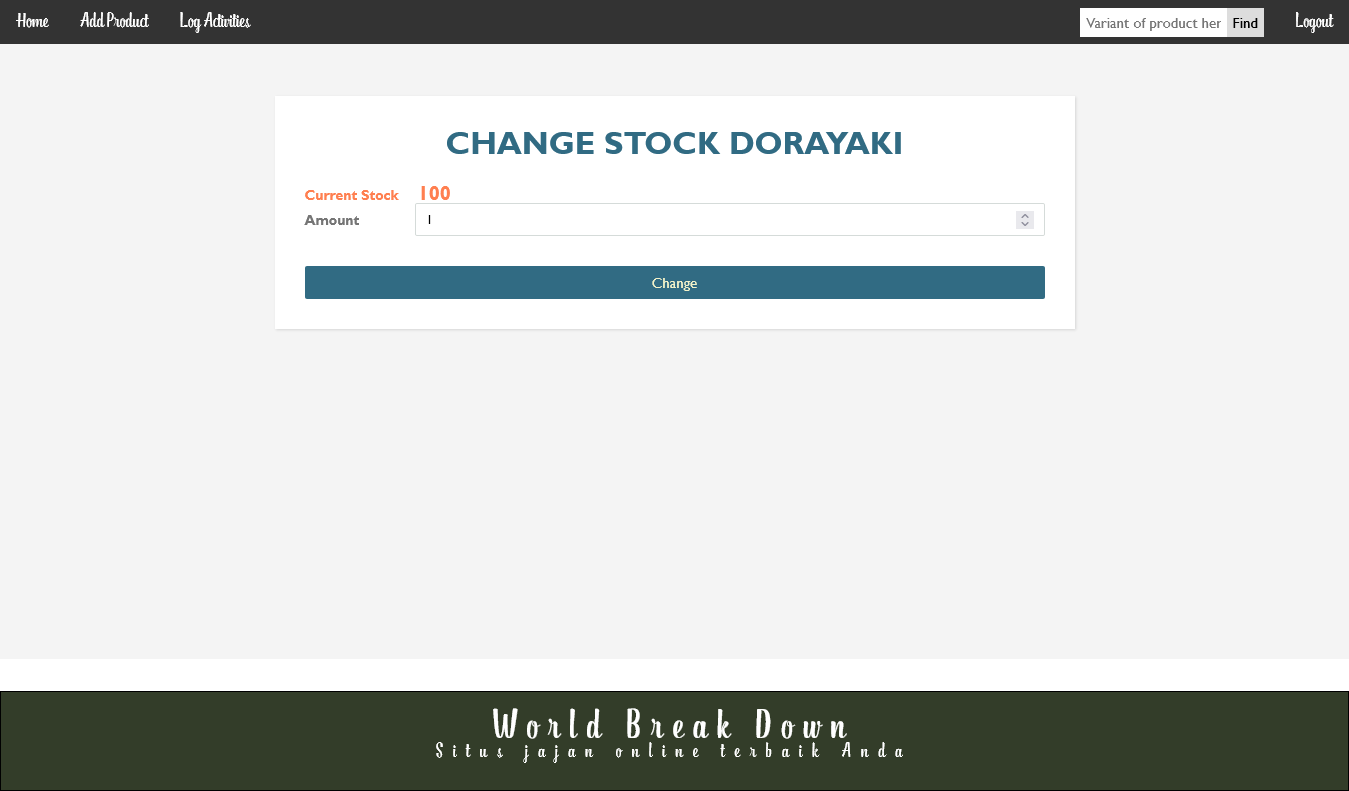 Home Add Product Log Activities Variant of product her Find Logout
CHANGE STOCK DORAYAKI
Current Stock 100
Amount 1
Change
World Break Down
Situs jajan online terbaik Anda